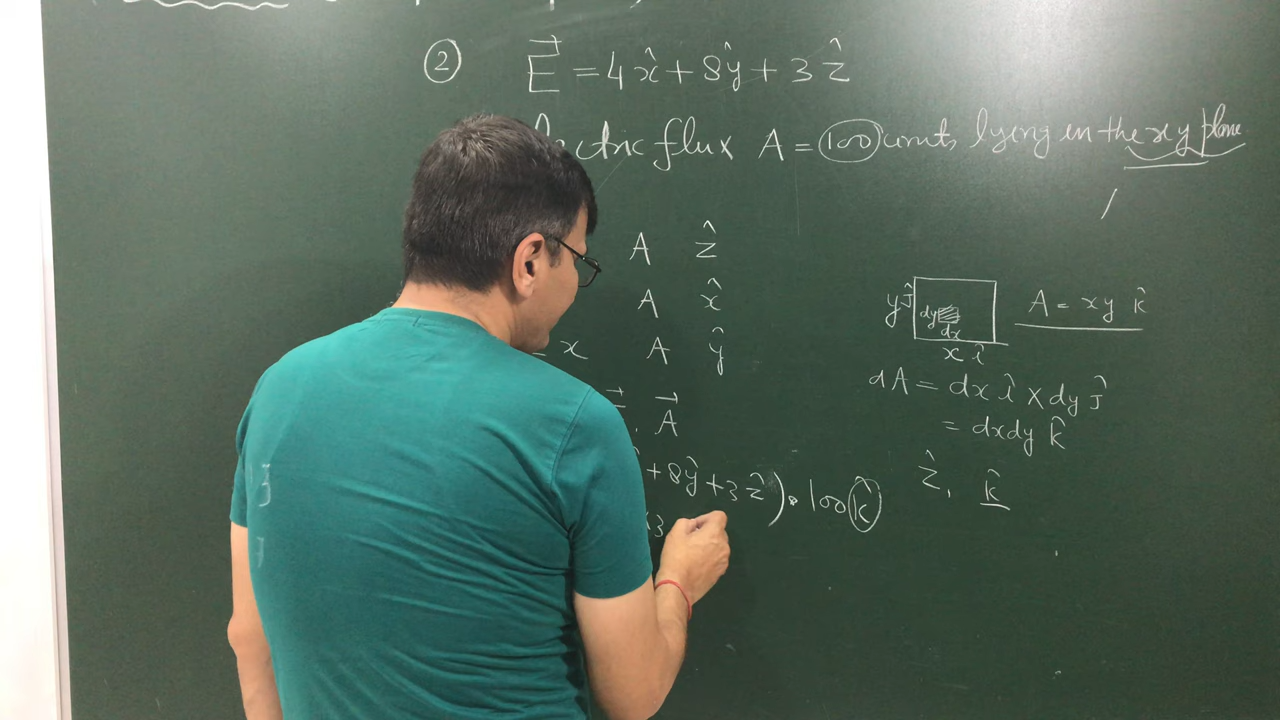 ② E⃗ = 4x̂ + 8ŷ + 3ẑ
flux A = 100 units lying in the xy plane
A ẑ
A x̂
x A ŷ
. A⃗
+ 8ŷ + 3ẑ) • 100 k̂
3
yĵ dy dx x î A = xy k̂
dA = dx î × dy ĵ
= dxdy k̂
ẑ, k̂